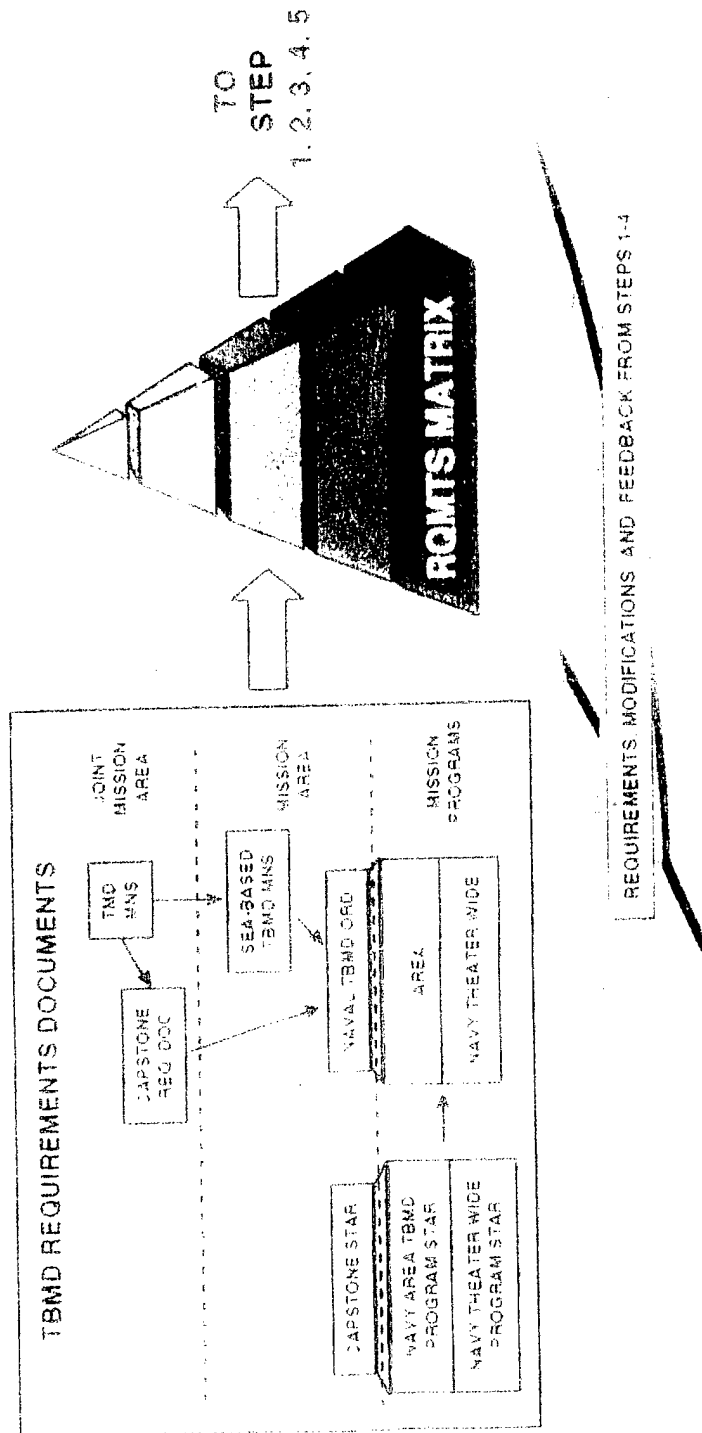 TBMD REQUIREMENTS DOCUMENTS
TMD
MNS
JOINT
MISSION
AREA
CAPSTONE
REQ DOC
SEA-BASED
TBMD MNS
MISSION
AREA
CAPSTONE STAR
NAVAL TBMD ORD
NAVY AREA TBMD
PROGRAM STAR
AREA
MISSION
PROGRAMS
NAVY THEATER WIDE
PROGRAM STAR
NAVY THEATER WIDE
RQMTS MATRIX
TO
STEP
1, 2, 3, 4, 5
REQUIREMENTS, MODIFICATIONS AND FEEDBACK FROM STEPS 1-4